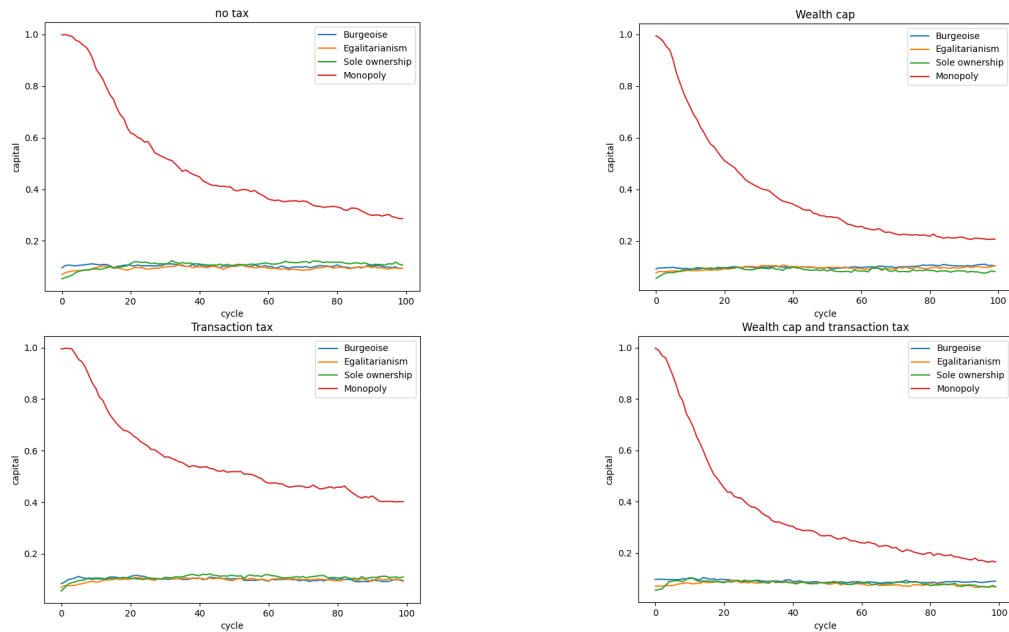 no tax
capital
1.0
0.8
0.6
0.4
0.2
0
20
40
60
80
100
cycle
Burgeoise
Egalitarianism
Sole ownership
Monopoly
Wealth cap
capital
1.0
0.8
0.6
0.4
0.2
0
20
40
60
80
100
cycle
Burgeoise
Egalitarianism
Sole ownership
Monopoly
Transaction tax
capital
1.0
0.8
0.6
0.4
0.2
0
20
40
60
80
100
cycle
Burgeoise
Egalitarianism
Sole ownership
Monopoly
Wealth cap and transaction tax
capital
1.0
0.8
0.6
0.4
0.2
0
20
40
60
80
100
cycle
Burgeoise
Egalitarianism
Sole ownership
Monopoly